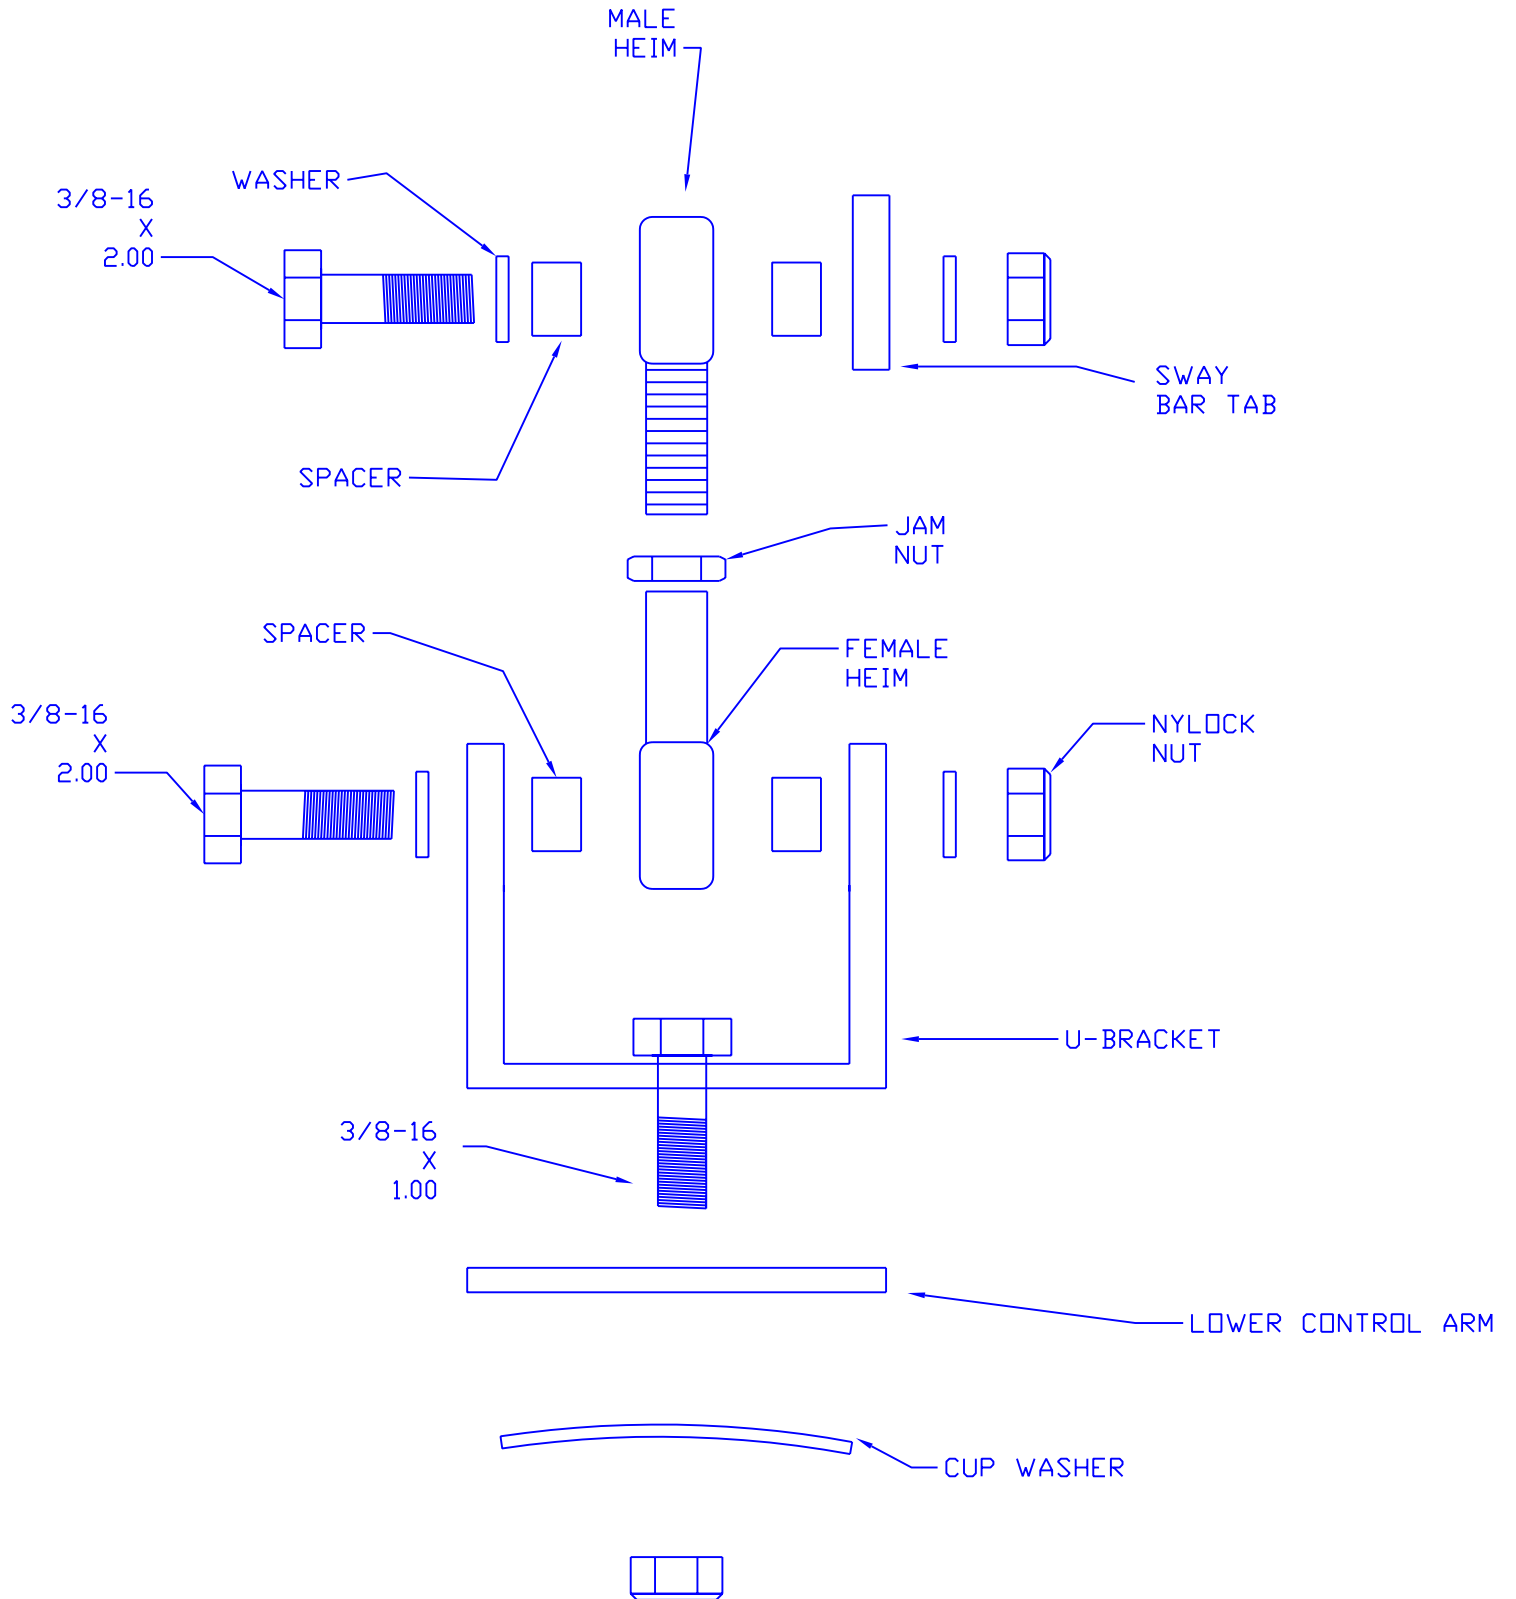 MALE
HEIM
WASHER
3/8-16
X
2.00
SWAY
BAR TAB
SPACER
JAM
NUT
SPACER
FEMALE
HEIM
3/8-16
X
2.00
NYLOCK
NUT
U-BRACKET
3/8-16
X
1.00
LOWER CONTROL ARM
CUP WASHER